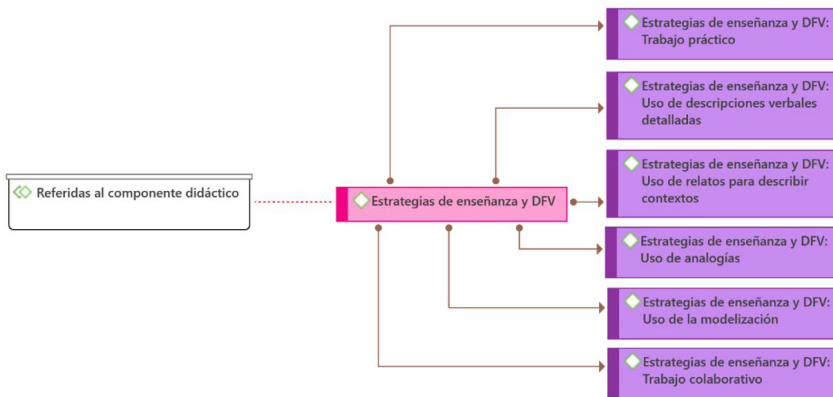 Estrategias de enseñanza y DFV:
Trabajo práctico
Estrategias de enseñanza y DFV:
Uso de descripciones verbales
detalladas
Estrategias de enseñanza y DFV:
Uso de relatos para describir
contextos
Referidas al componente didáctico
Estrategias de enseñanza y DFV
Estrategias de enseñanza y DFV:
Uso de analogías
Estrategias de enseñanza y DFV:
Uso de la modelización
Estrategias de enseñanza y DFV:
Trabajo colaborativo